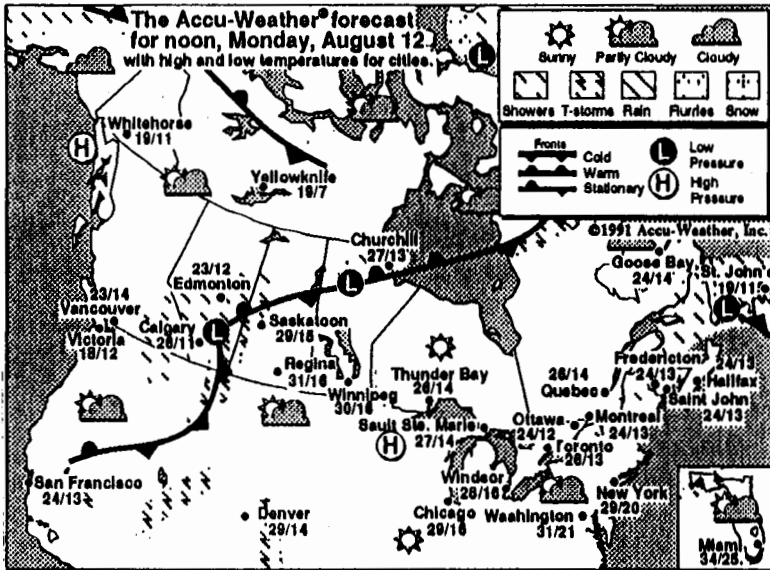 The Accu-Weather® forecast
for noon, Monday, August 12
with high and low temperatures for cities.
Sunny Partly Cloudy Cloudy
Showers T-storms Rain Flurries Snow
Fronts
Cold
Warm
Stationary
L Low
Pressure
H High
Pressure
©1991 Accu-Weather, Inc.
L
H
Whitehorse
19/11
Yellowknife
19/7
Churchill
27/13
Goose Bay
24/14
St. John's
19/11
L
23/12
Edmonton
L
23/14
Vancouver
Victoria
18/12
Calgary
28/11
L
Saskatoon
29/15
Regina
31/16
Winnipeg
30/16
Thunder Bay
26/14
Sault Ste. Marie
27/14
H
26/14
Quebec
Fredericton
24/13
24/13
Halifax
Saint John
24/13
Ottawa
24/12
Montreal
24/13
Toronto
26/13
Windsor
28/16
San Francisco
24/13
Denver
29/14
Chicago
29/16
Washington
31/21
New York
29/20
Miami
34/25